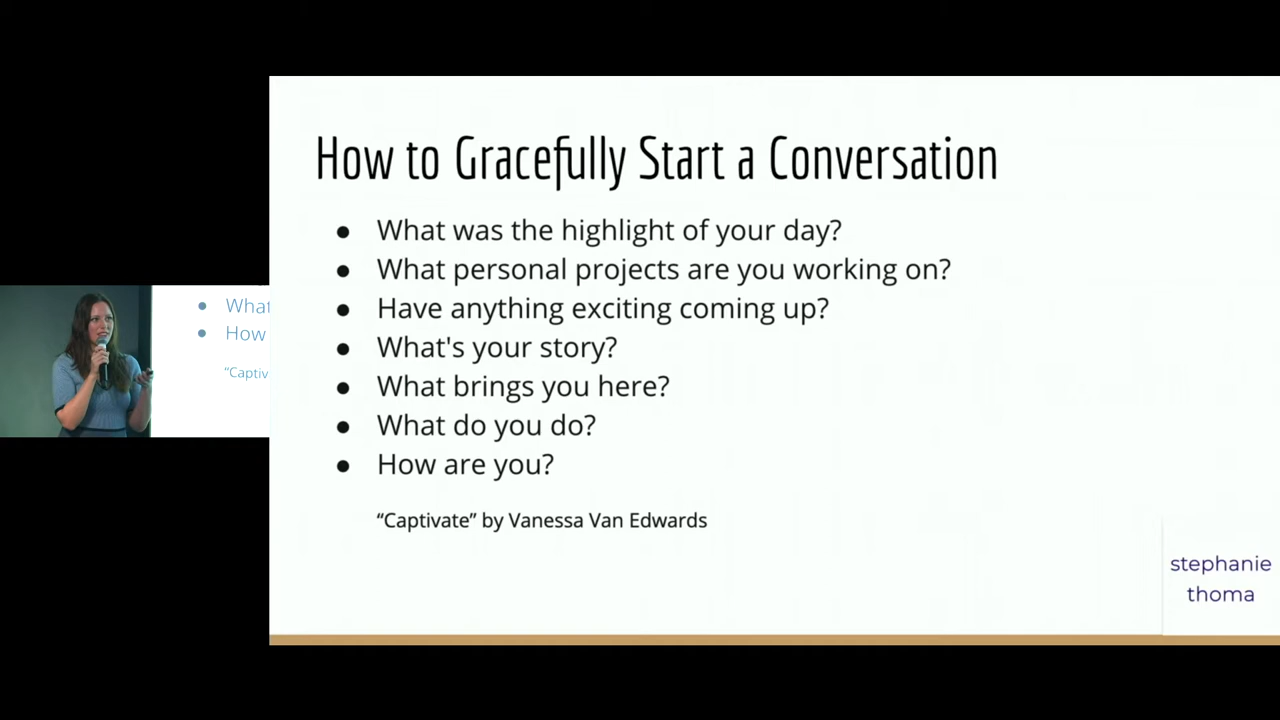 How to Gracefully Start a Conversation
● What was the highlight of your day?
● What personal projects are you working on?
● Have anything exciting coming up?
● What's your story?
● What brings you here?
● What do you do?
● How are you?
“Captivate” by Vanessa Van Edwards
stephanie
thoma
● What
● How
“Captiv